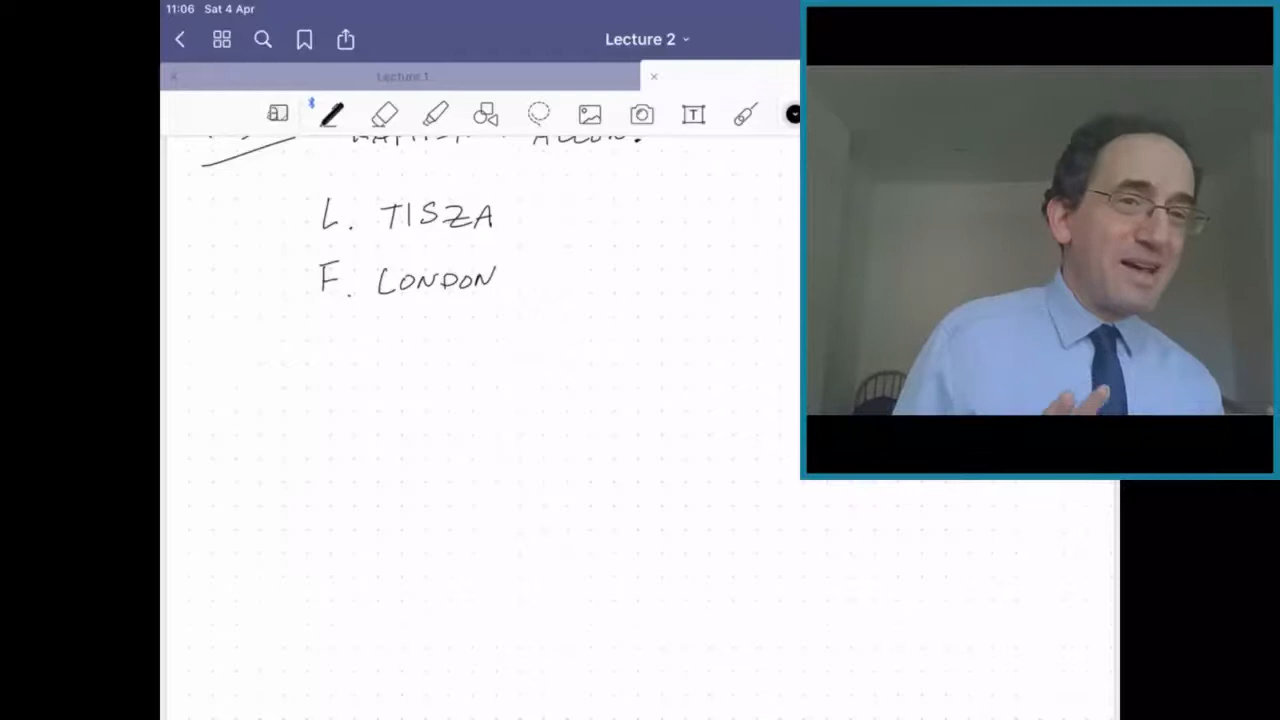 11:06 Sat 4 Apr
Lecture 2
Lecture 1
T
L. TISZA
F. LONDON